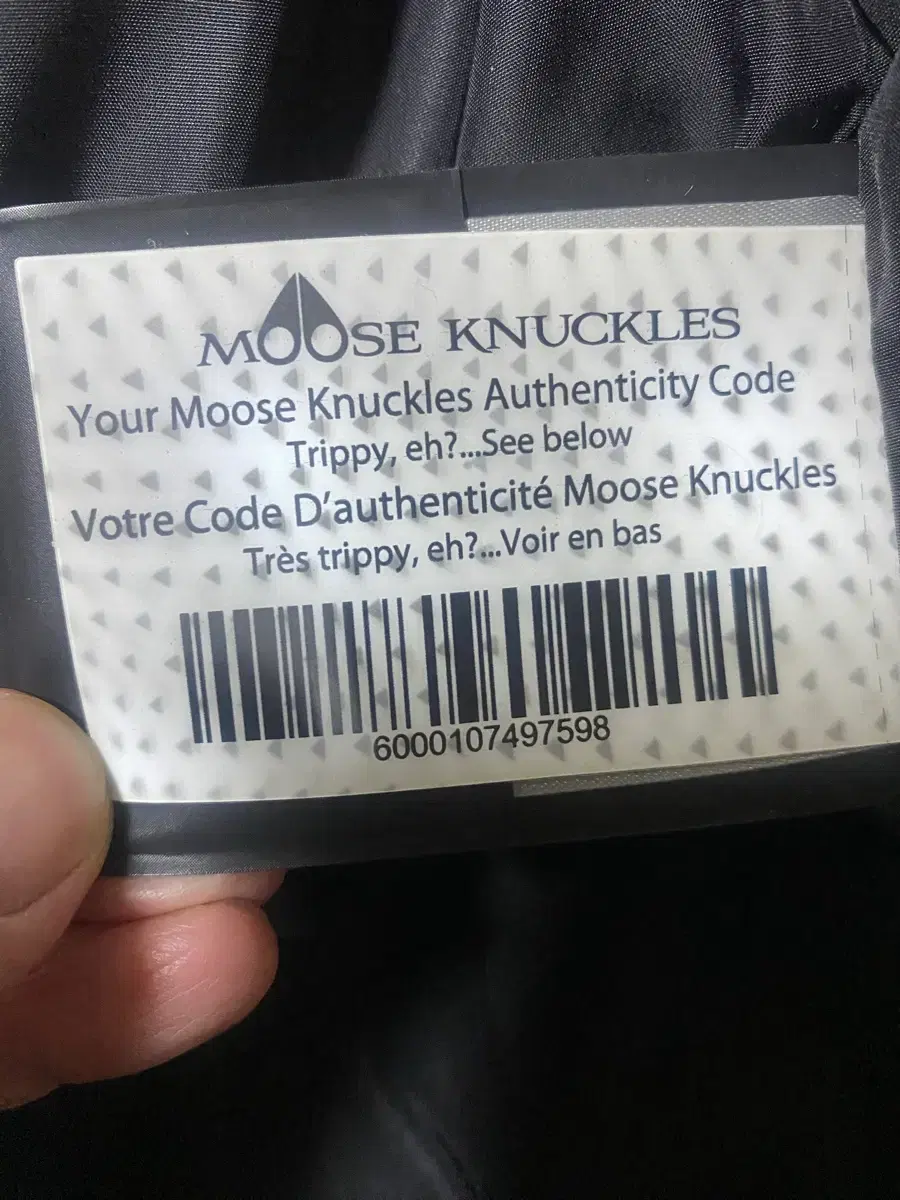 MOOSE KNUCKLES
Your Moose Knuckles Authenticity Code
Trippy, eh?...See below
Votre Code D'authenticité Moose Knuckles
Très trippy, eh?...Voir en bas
6000107497598